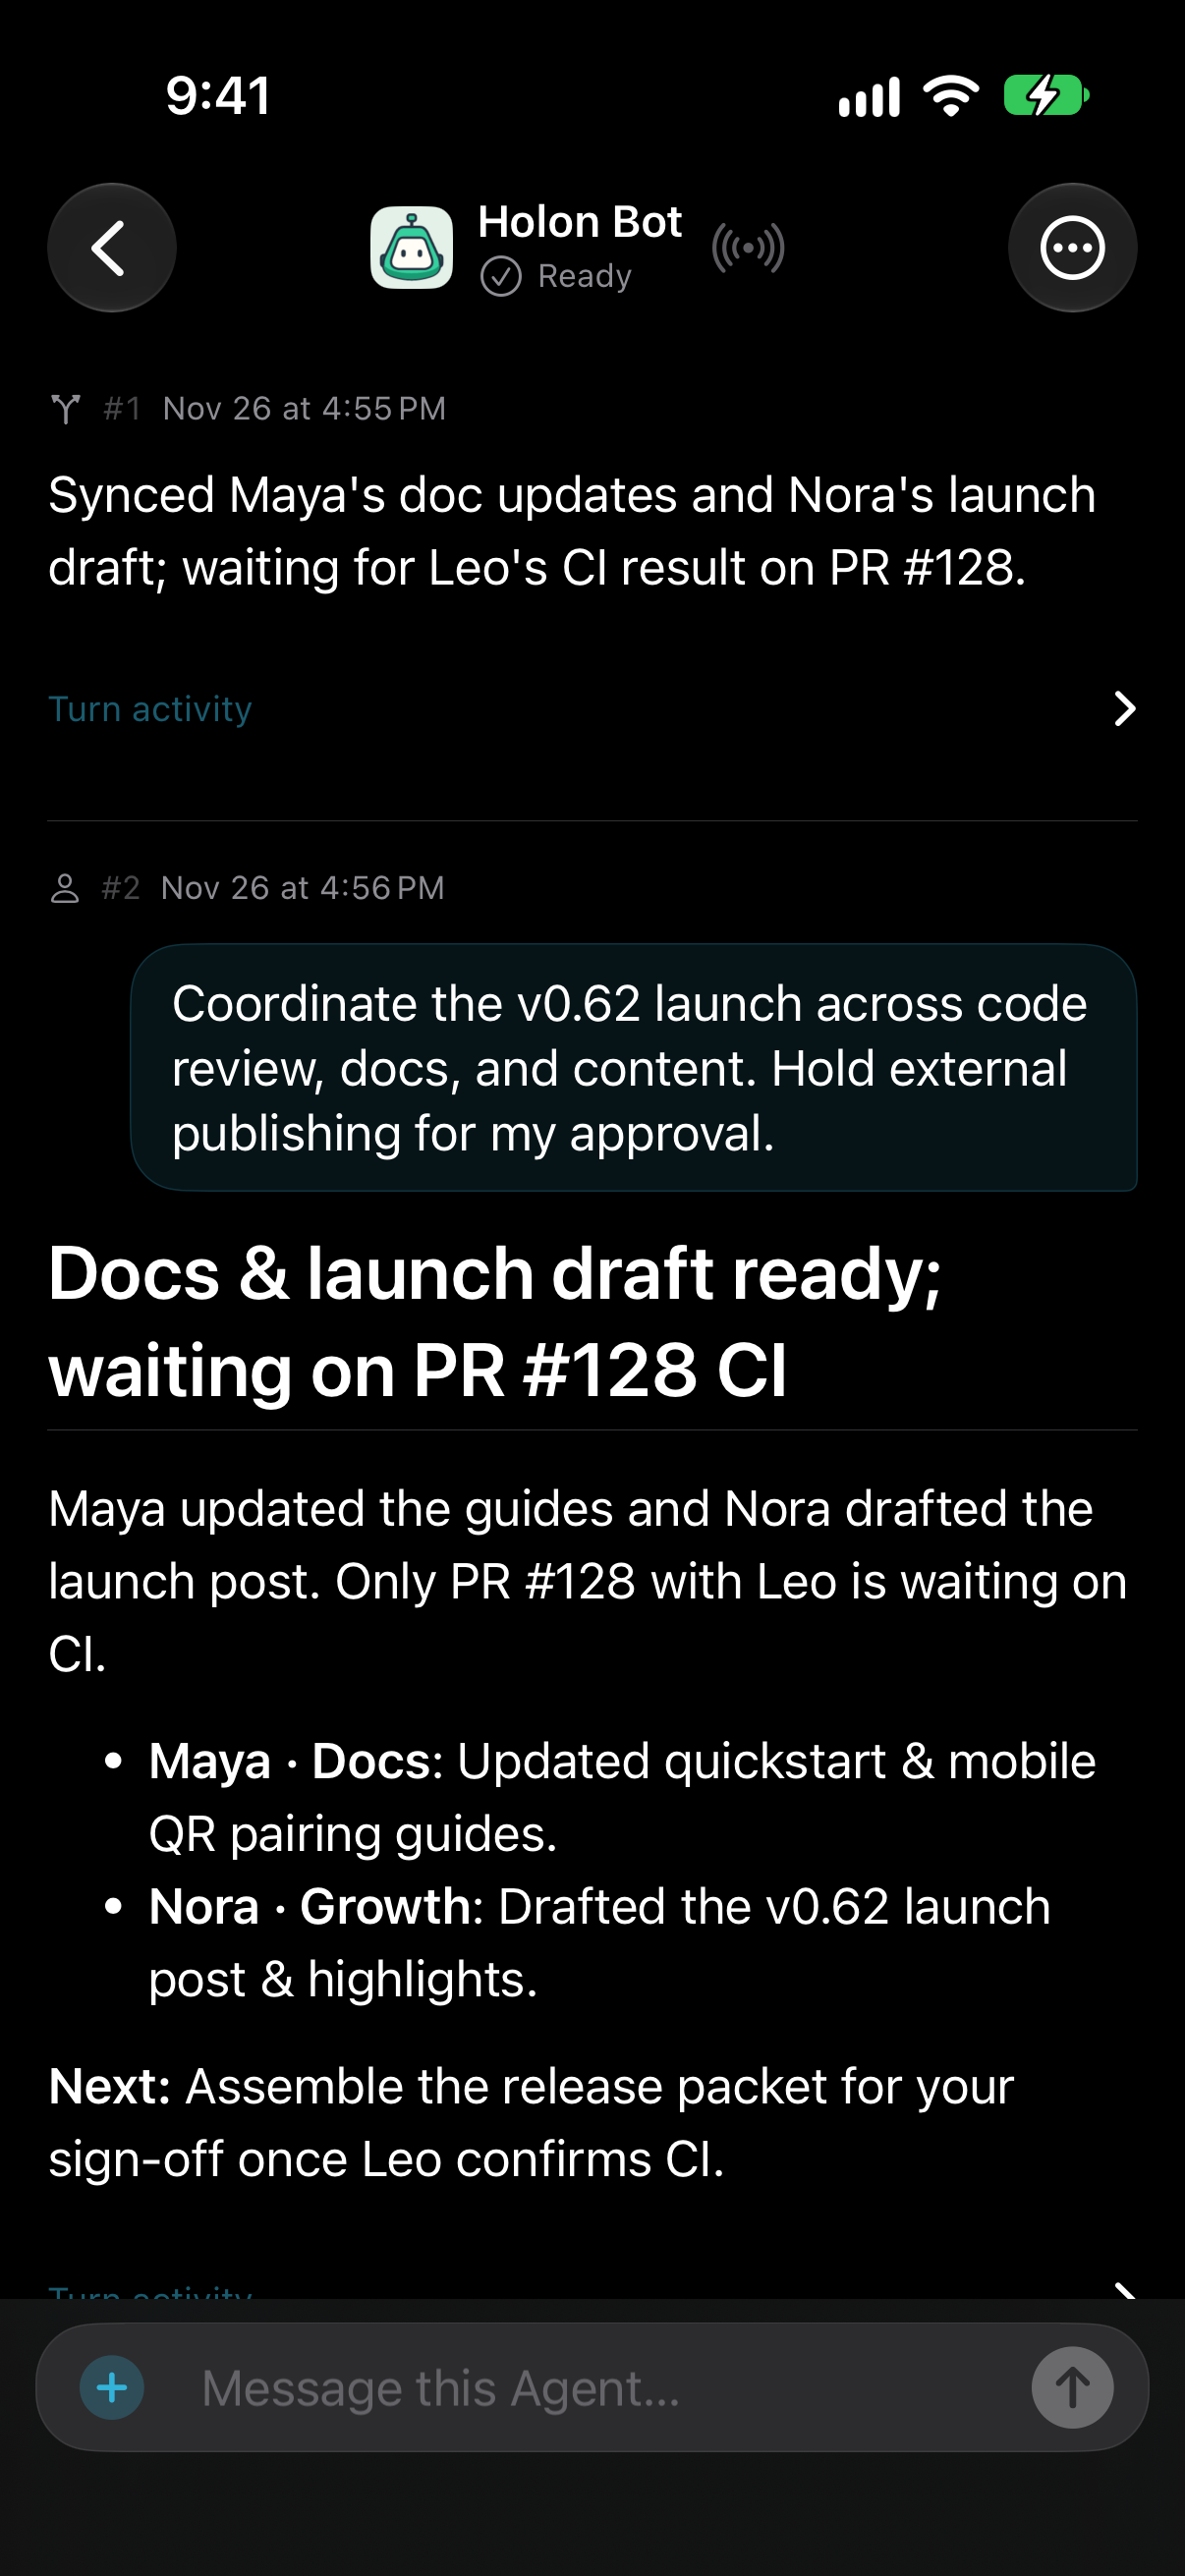 9:41
Holon Bot
Ready
#1 Nov 26 at 4:55 PM
Synced Maya's doc updates and Nora's launch
draft; waiting for Leo's CI result on PR #128.
Turn activity
#2 Nov 26 at 4:56 PM
Coordinate the v0.62 launch across code
review, docs, and content. Hold external
publishing for my approval.
Docs & launch draft ready;
waiting on PR #128 CI
Maya updated the guides and Nora drafted the
launch post. Only PR #128 with Leo is waiting on
CI.
• Maya · Docs: Updated quickstart & mobile
QR pairing guides.
• Nora · Growth: Drafted the v0.62 launch
post & highlights.
Next: Assemble the release packet for your
sign-off once Leo confirms CI.
Turn activity
Message this Agent...